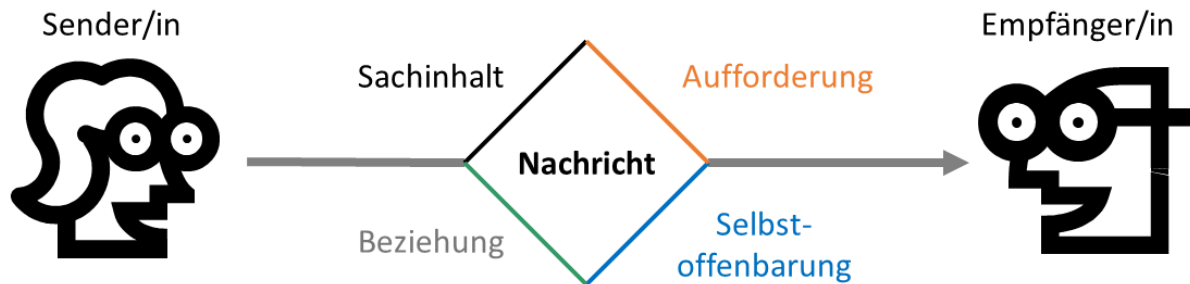 Sender/in
Empfänger/in
Sachinhalt
Aufforderung
Nachricht
Beziehung
Selbst-
offenbarung